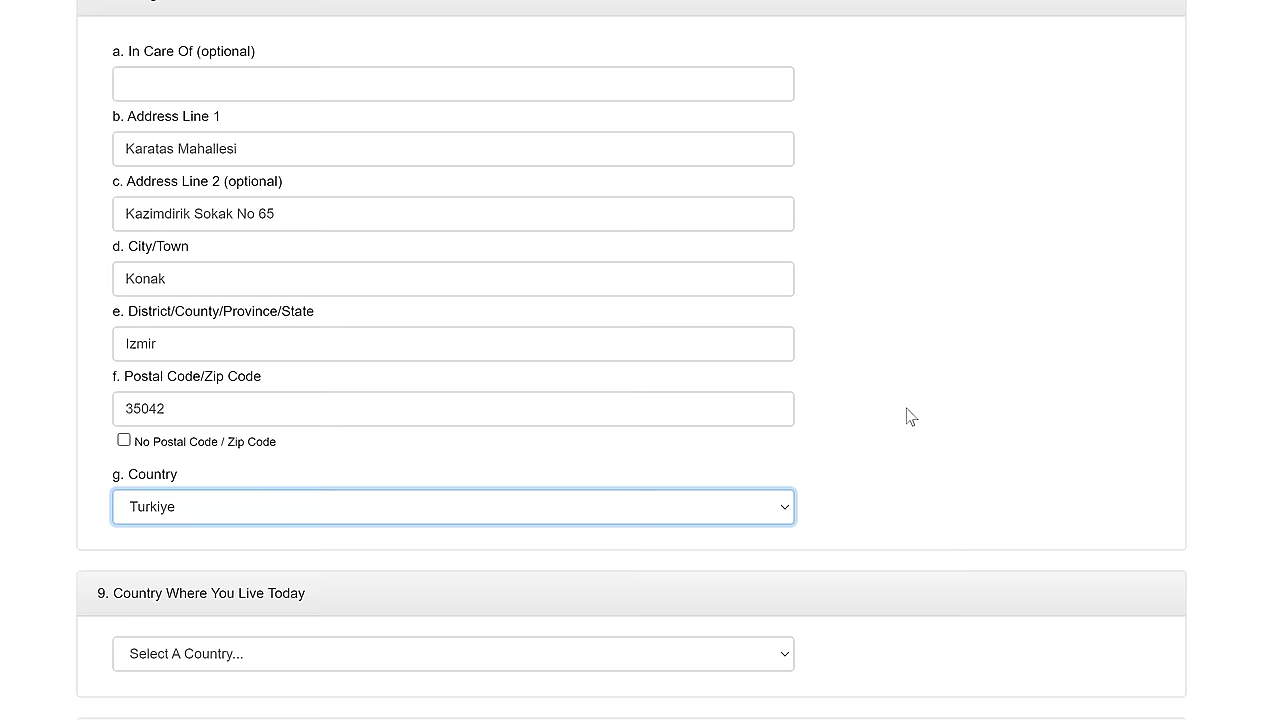 a. In Care Of (optional)
b. Address Line 1
Karatas Mahallesi
c. Address Line 2 (optional)
Kazimdirik Sokak No 65
d. City/Town
Konak
e. District/County/Province/State
Izmir
f. Postal Code/Zip Code
35042
No Postal Code / Zip Code
g. Country
Turkiye
9. Country Where You Live Today
Select A Country...